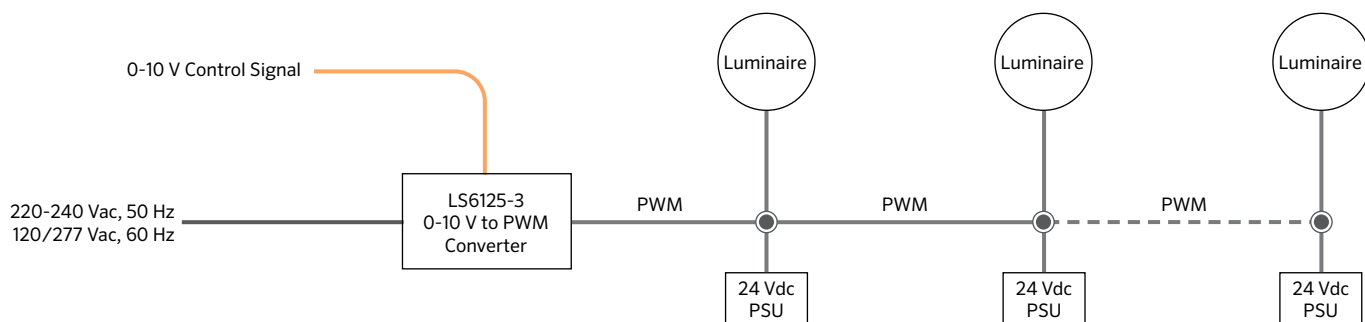 Luminaire
Luminaire
Luminaire
0-10 V Control Signal
LS6125-3
0-10 V to PWM
Converter
220-240 Vac, 50 Hz
120/277 Vac, 60 Hz
PWM
PWM
PWM
24 Vdc
PSU
24 Vdc
PSU
24 Vdc
PSU